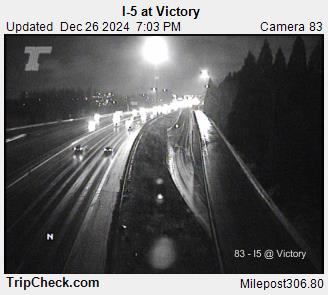 I-5 at Victory
Updated Dec 26 2024 7:03 PM Camera 83
T
N
83 - I5 @ Victory
TripCheck.com Milepost306.80